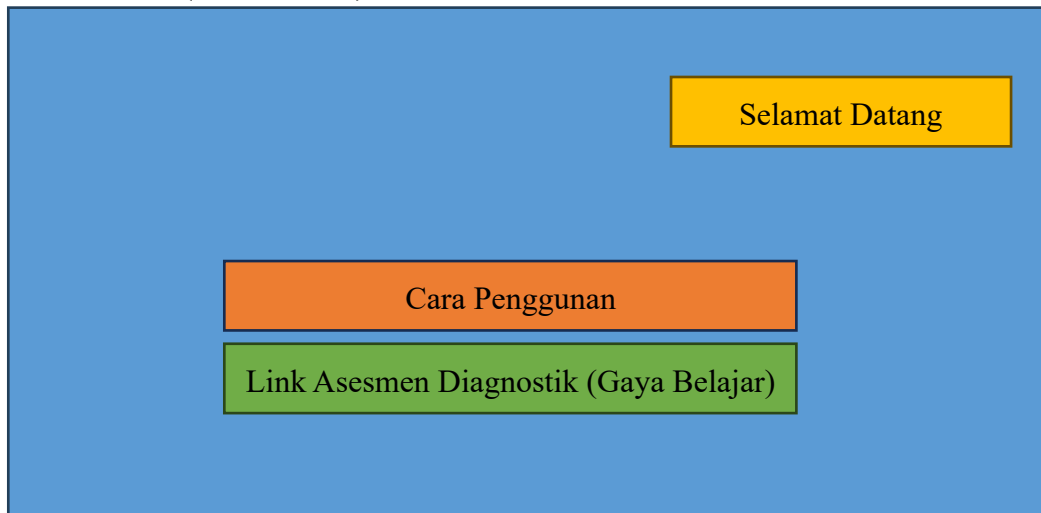 Selamat Datang
Cara Penggunan
Link Asesmen Diagnostik (Gaya Belajar)